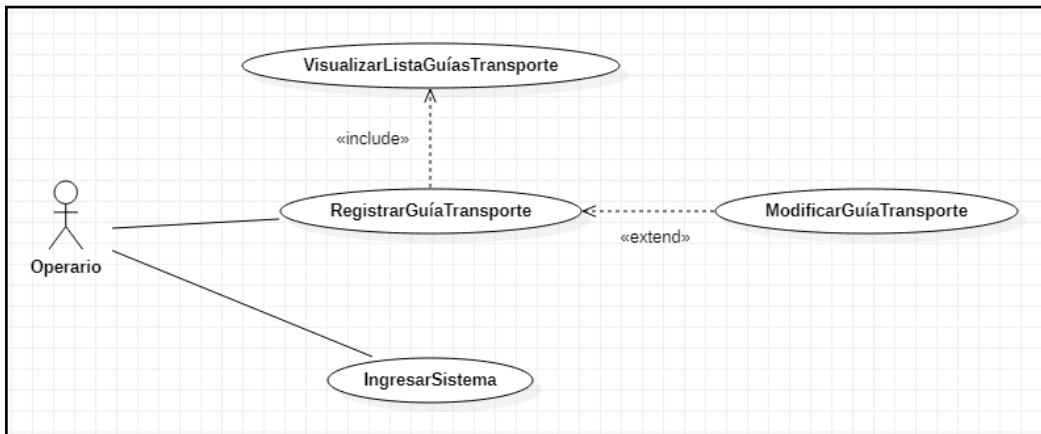 VisualizarListaGuíasTransporte
«include»
RegistrarGuíaTransporte
ModificarGuíaTransporte
«extend»
Operario
IngresarSistema